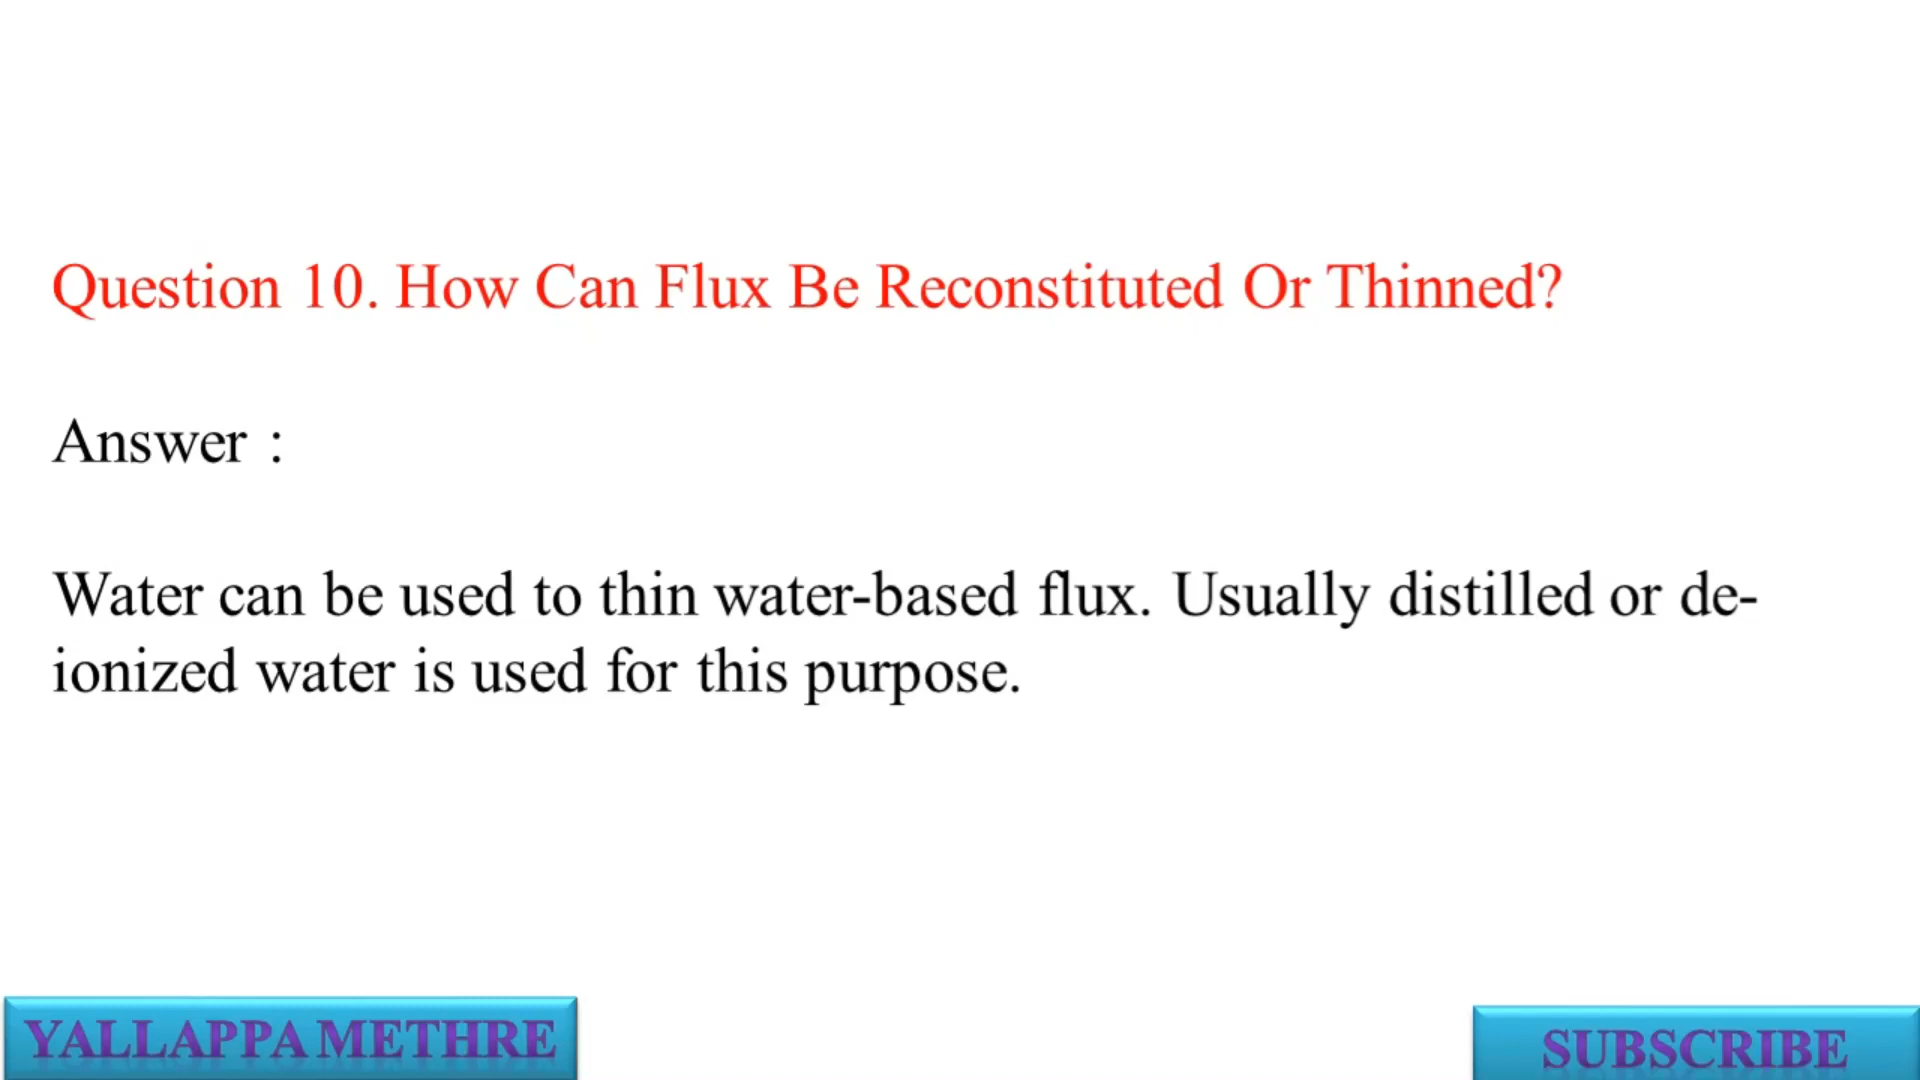 Question 10. How Can Flux Be Reconstituted Or Thinned?
Answer :
Water can be used to thin water-based flux. Usually distilled or de-
ionized water is used for this purpose.
YALLAPPA METHRE
SUBSCRIBE